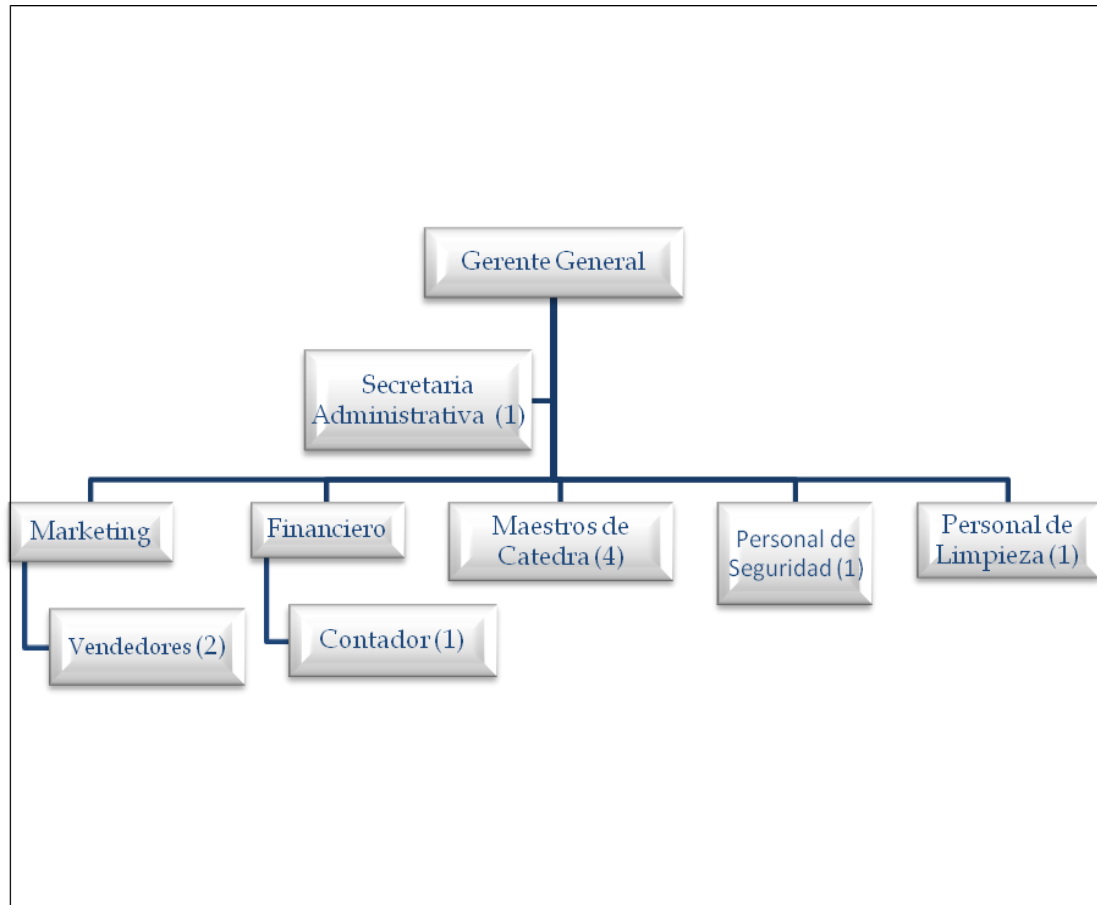 Gerente General
Secretaria
Administrativa (1)
Marketing
Financiero
Maestros de
Catedra (4)
Personal de
Seguridad (1)
Personal de
Limpieza (1)
Vendedores (2)
Contador (1)